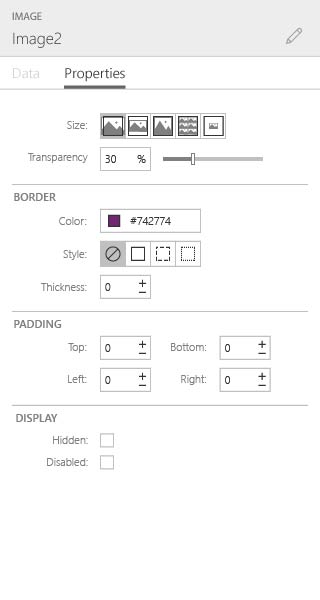 IMAGE
Image2
Data Properties
Size:
Transparency 30 %
BORDER
Color: #742774
Style:
Thickness: 0
PADDING
Top: 0 Bottom: 0
Left: 0 Right: 0
DISPLAY
Hidden:
Disabled: